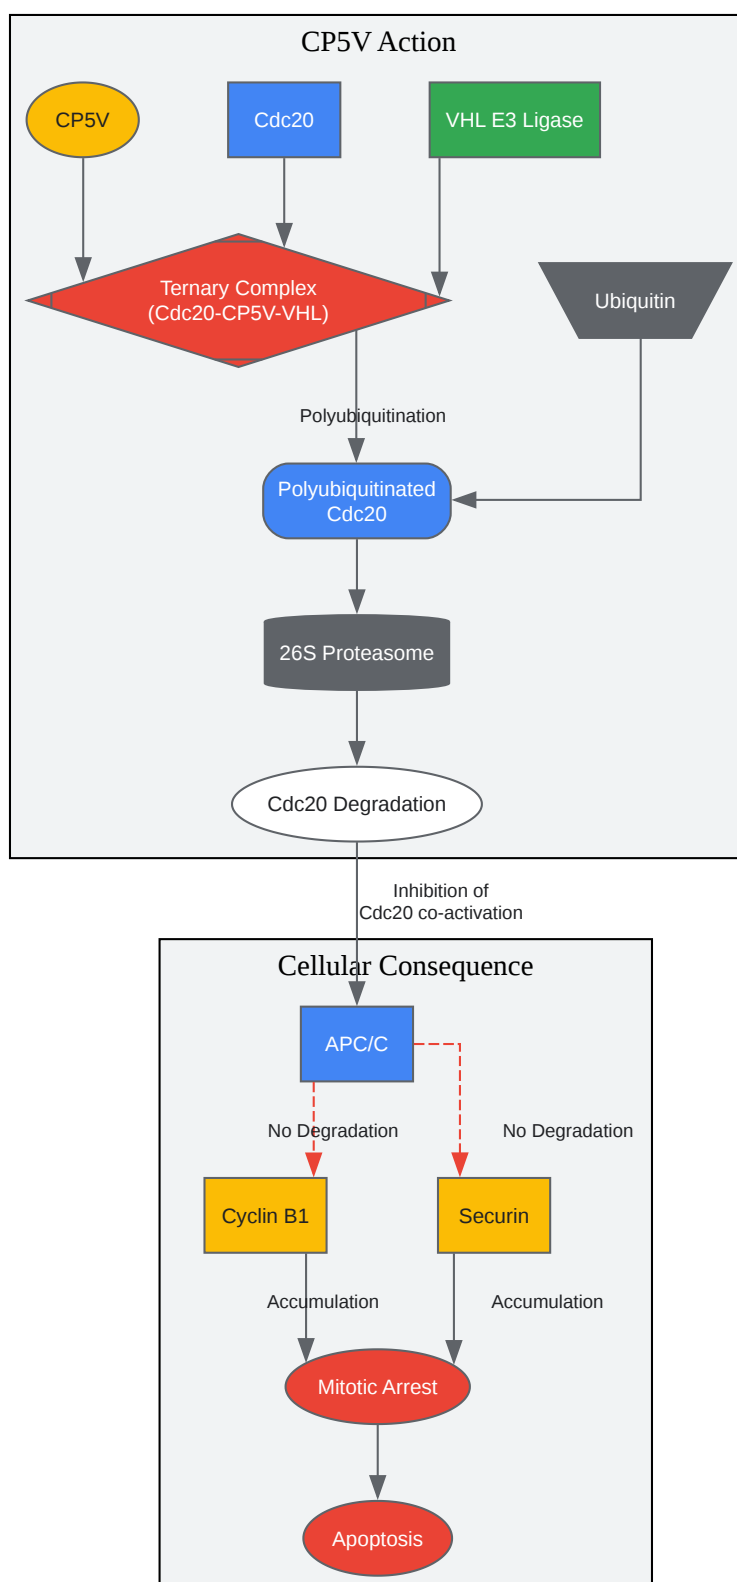 CP5V Action
CP5V
Cdc20
VHL E3 Ligase
Ternary Complex
(Cdc20-CP5V-VHL)
Ubiquitin
Polyubiquitination
Polyubiquitinated
Cdc20
26S Proteasome
Cdc20 Degradation
Inhibition of
Cdc20 co-activation
Cellular Consequence
APC/C
No Degradation
No Degradation
Cyclin B1
Securin
Accumulation
Accumulation
Mitotic Arrest
Apoptosis